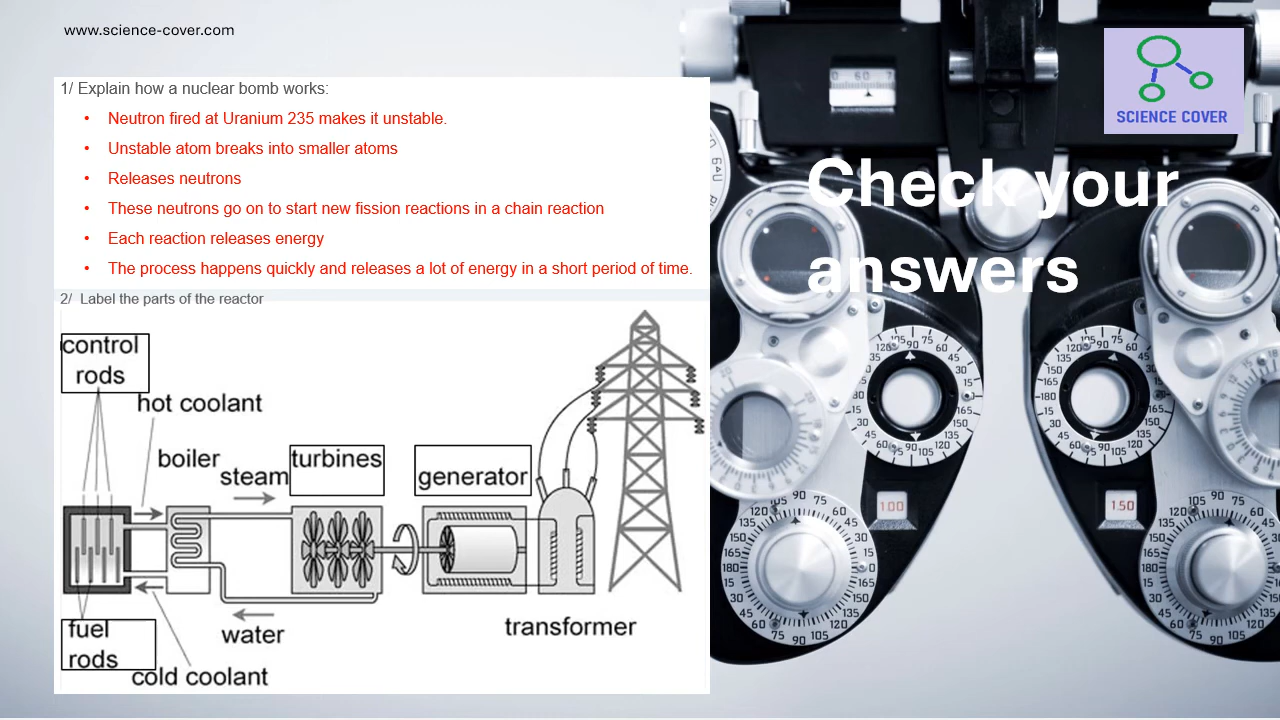 www.science-cover.com
1/ Explain how a nuclear bomb works:
• Neutron fired at Uranium 235 makes it unstable.
• Unstable atom breaks into smaller atoms
• Releases neutrons
• These neutrons go on to start new fission reactions in a chain reaction
• Each reaction releases energy
• The process happens quickly and releases a lot of energy in a short period of time.
2/ Label the parts of the reactor
control
rods
hot coolant
boiler
steam
turbines
generator
fuel
rods
cold coolant
water
transformer
SCIENCE COVER
Check your
answers
100
150